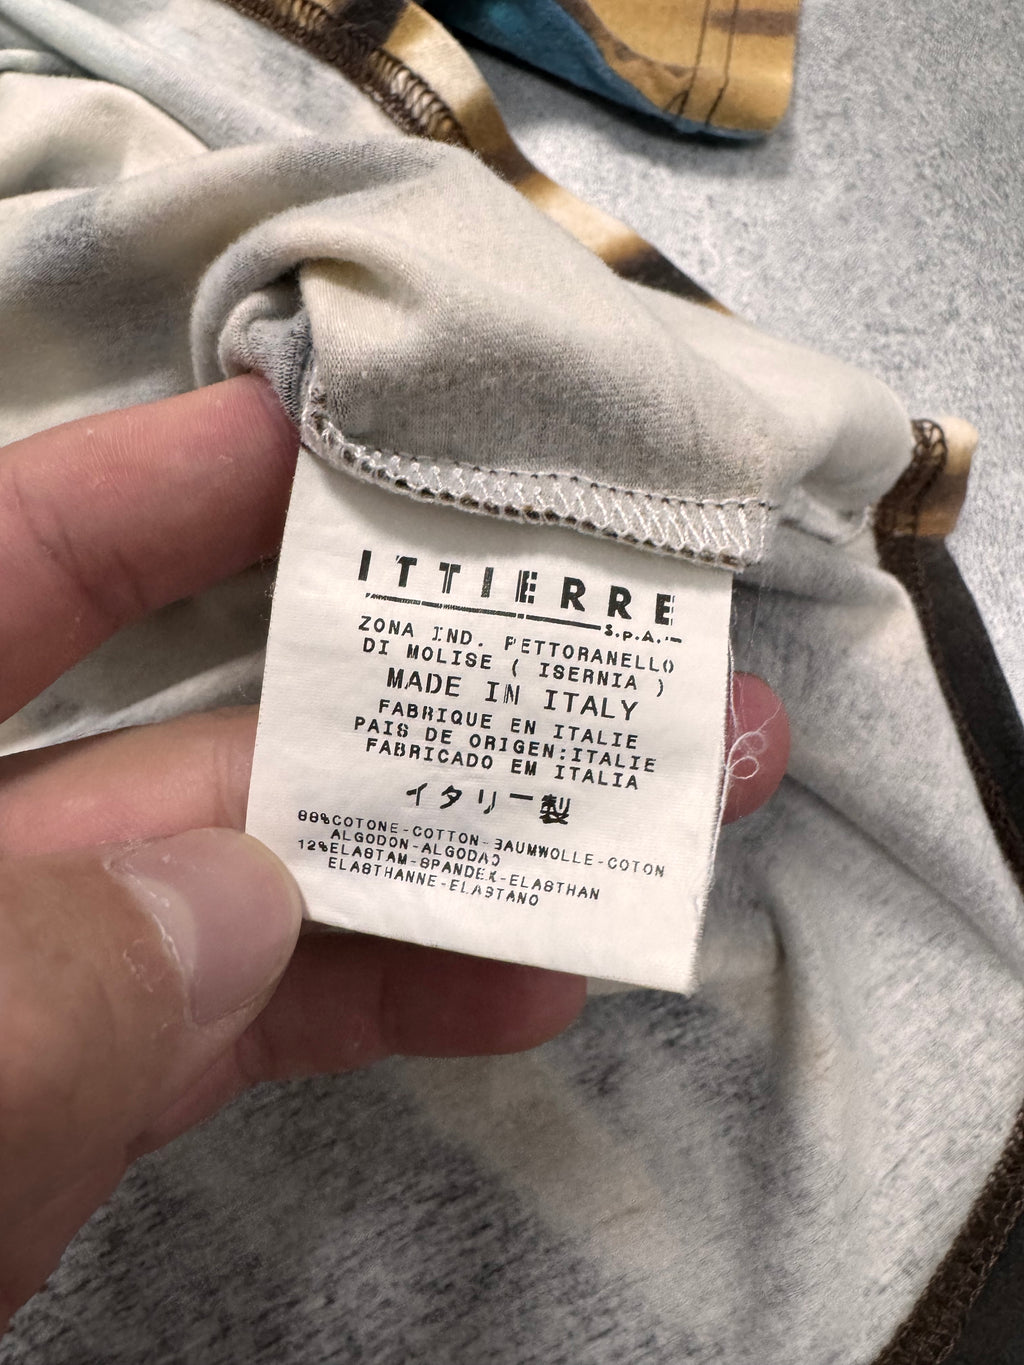 ITTIERRE
S.p.A.
ZONA IND. PETTORANELLO
DI MOLISE ( ISERNIA )
MADE IN ITALY
FABRIQUE EN ITALIE
PAIS DE ORIGEN:ITALIE
FABRICADO EM ITALIA
イタリー製
88%COTONE-COTTON-BAUMWOLLE-COTON
ALGODON-ALGODAO
12%ELASTAM-SPANDEX-ELASTHAN
ELASTHANNE-ELASTANO